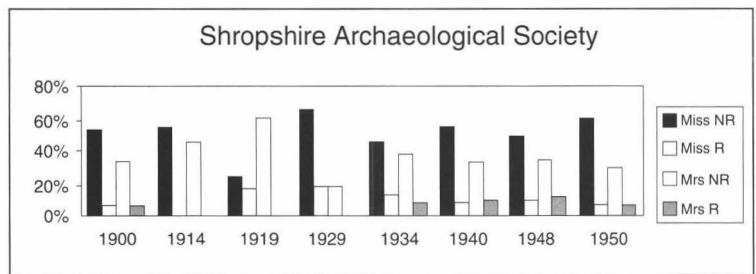 Shropshire Archaeological Society
80%
60%
40%
20%
0%
1900 1914 1919 1929 1934 1940 1948 1950
Miss NR
Miss R
Mrs NR
Mrs R